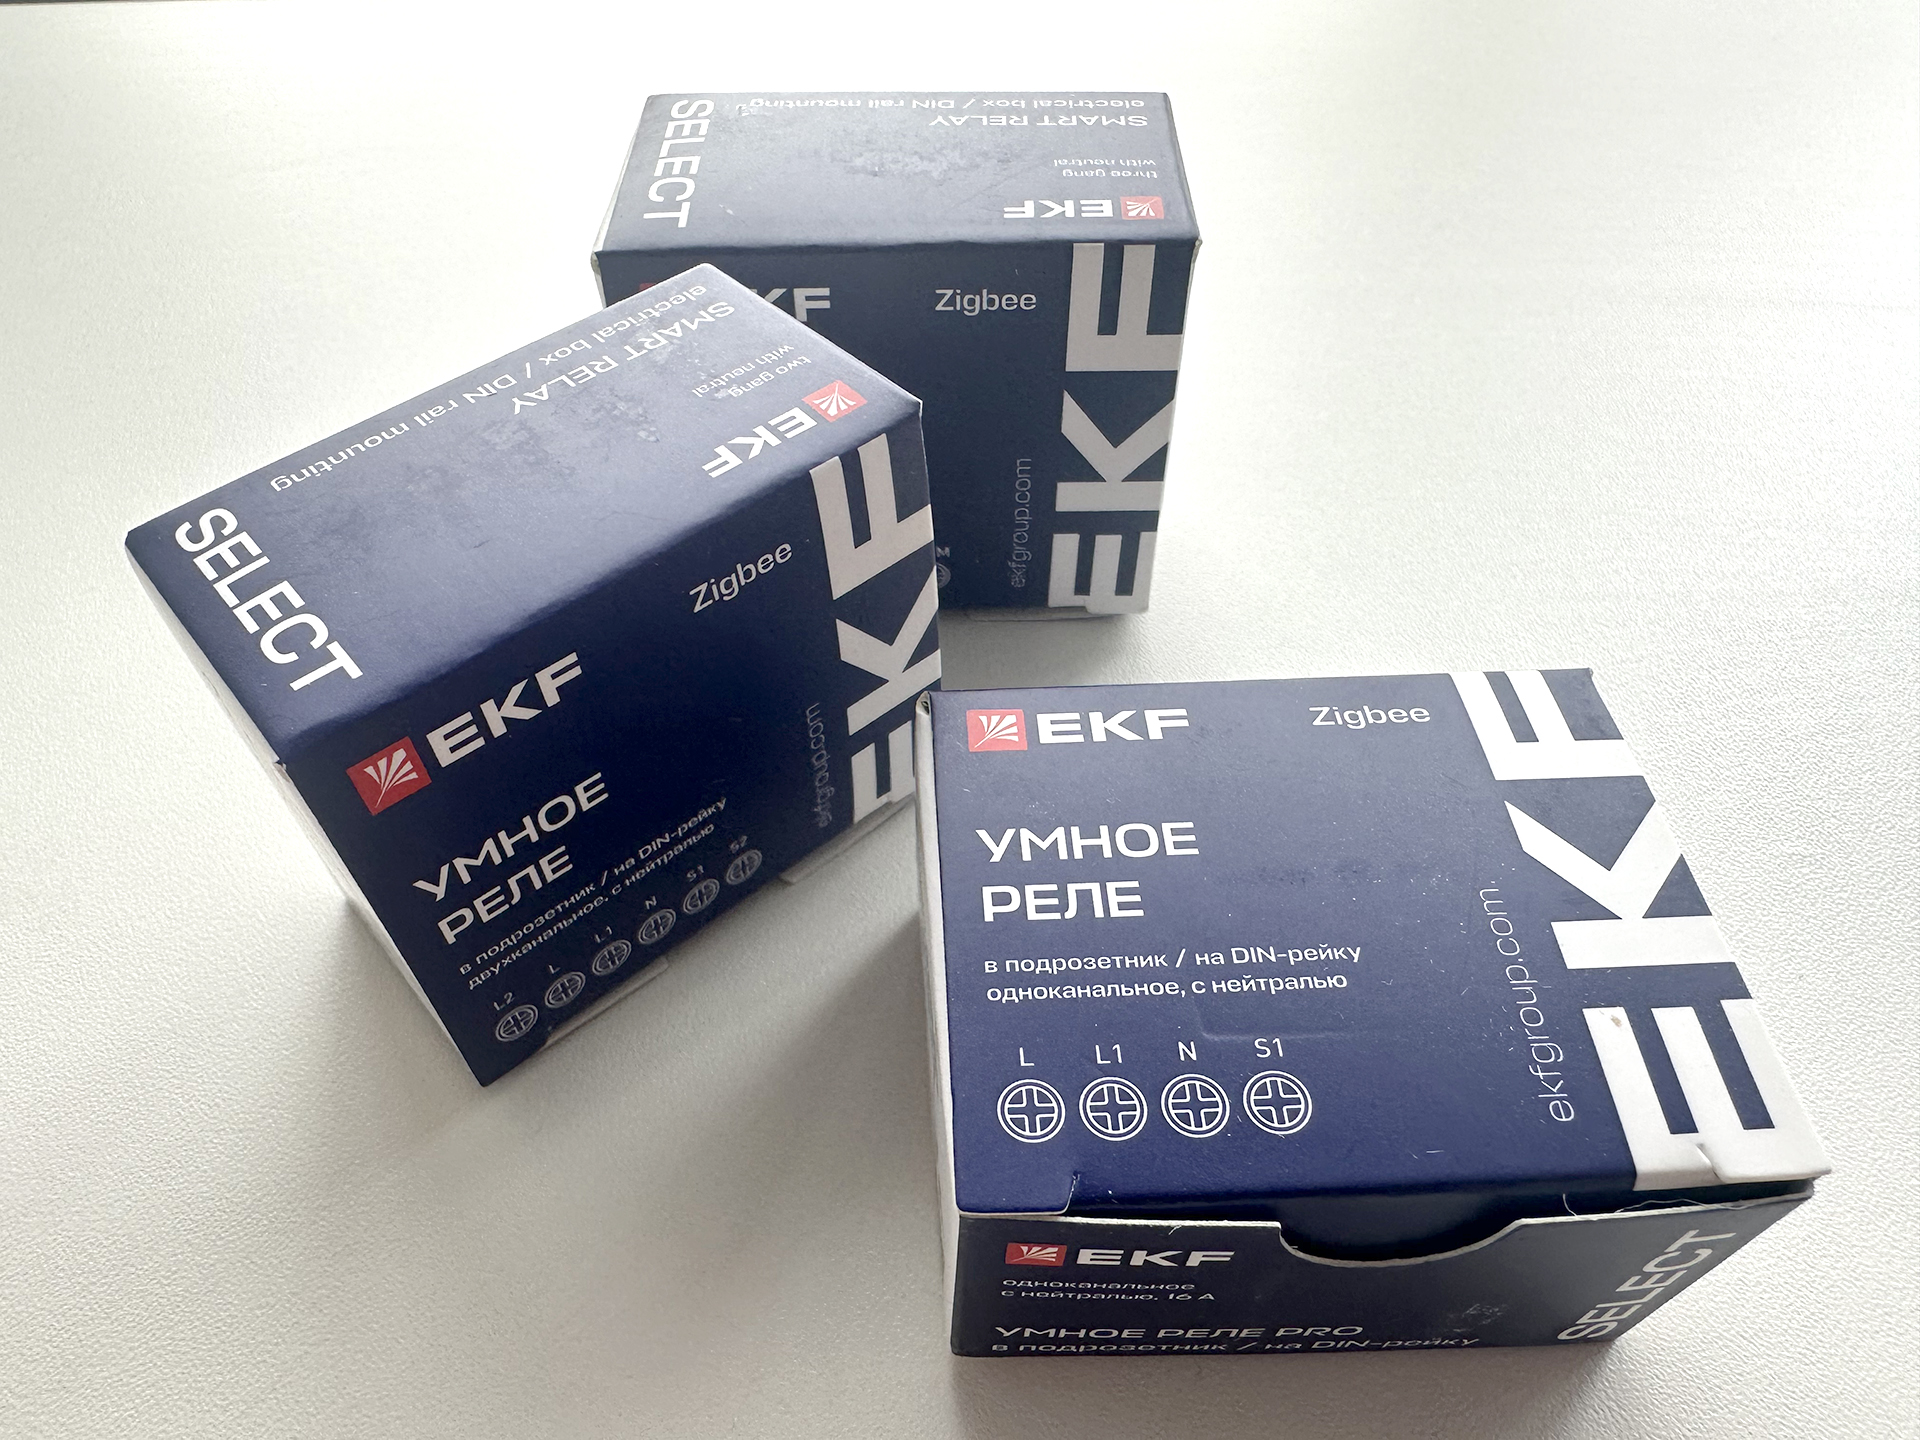 SELECT
electrical box / DIN rail mounting
SMART RELAY
with neutral
three gang
EKF
KF
Zigbee
EKF
ekfgroup.com
electrical box / DIN rail mounting
SMART RELAY
with neutral
two gang
EKF
SELECT
Zigbee
EKF
EKF
ekfgroup.com
УМНОЕ
РЕЛЕ
в подрозетник / на DIN-рейку
двухканальное, с нейтралью
L2 L L1 N S1 S2
EKF
Zigbee
EKF
УМНОЕ
РЕЛЕ
в подрозетник / на DIN-рейку
одноканальное, с нейтралью
L L1 N S1
ekfgroup.com
EKF
одноканальное
с нейтралью, 16 А
УМНОЕ РЕЛЕ PRO
в подрозетник / на DIN-рейку
SELECT